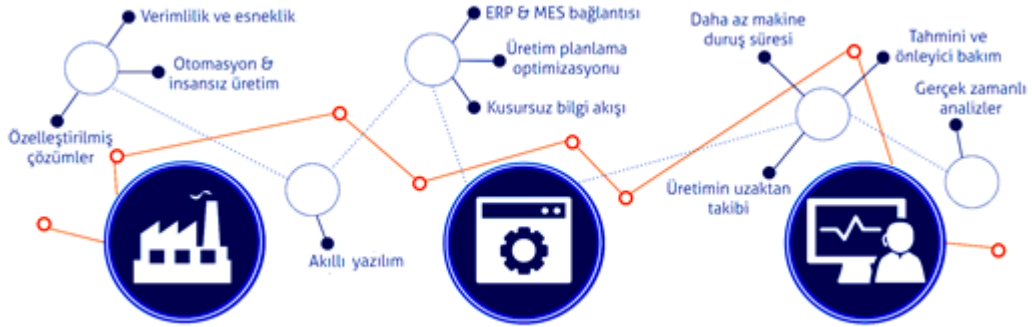 Verimlilik ve esneklik
Otomasyon &
insansız üretim
Özelleştirilmiş
çözümler
Akıllı yazılım
ERP & MES bağlantısı
Üretim planlama
optimizasyonu
Kusursuz bilgi akışı
Daha az makine
duruş süresi
Tahmini ve
önleyici bakım
Gerçek zamanlı
analizler
Üretimin uzaktan
takibi